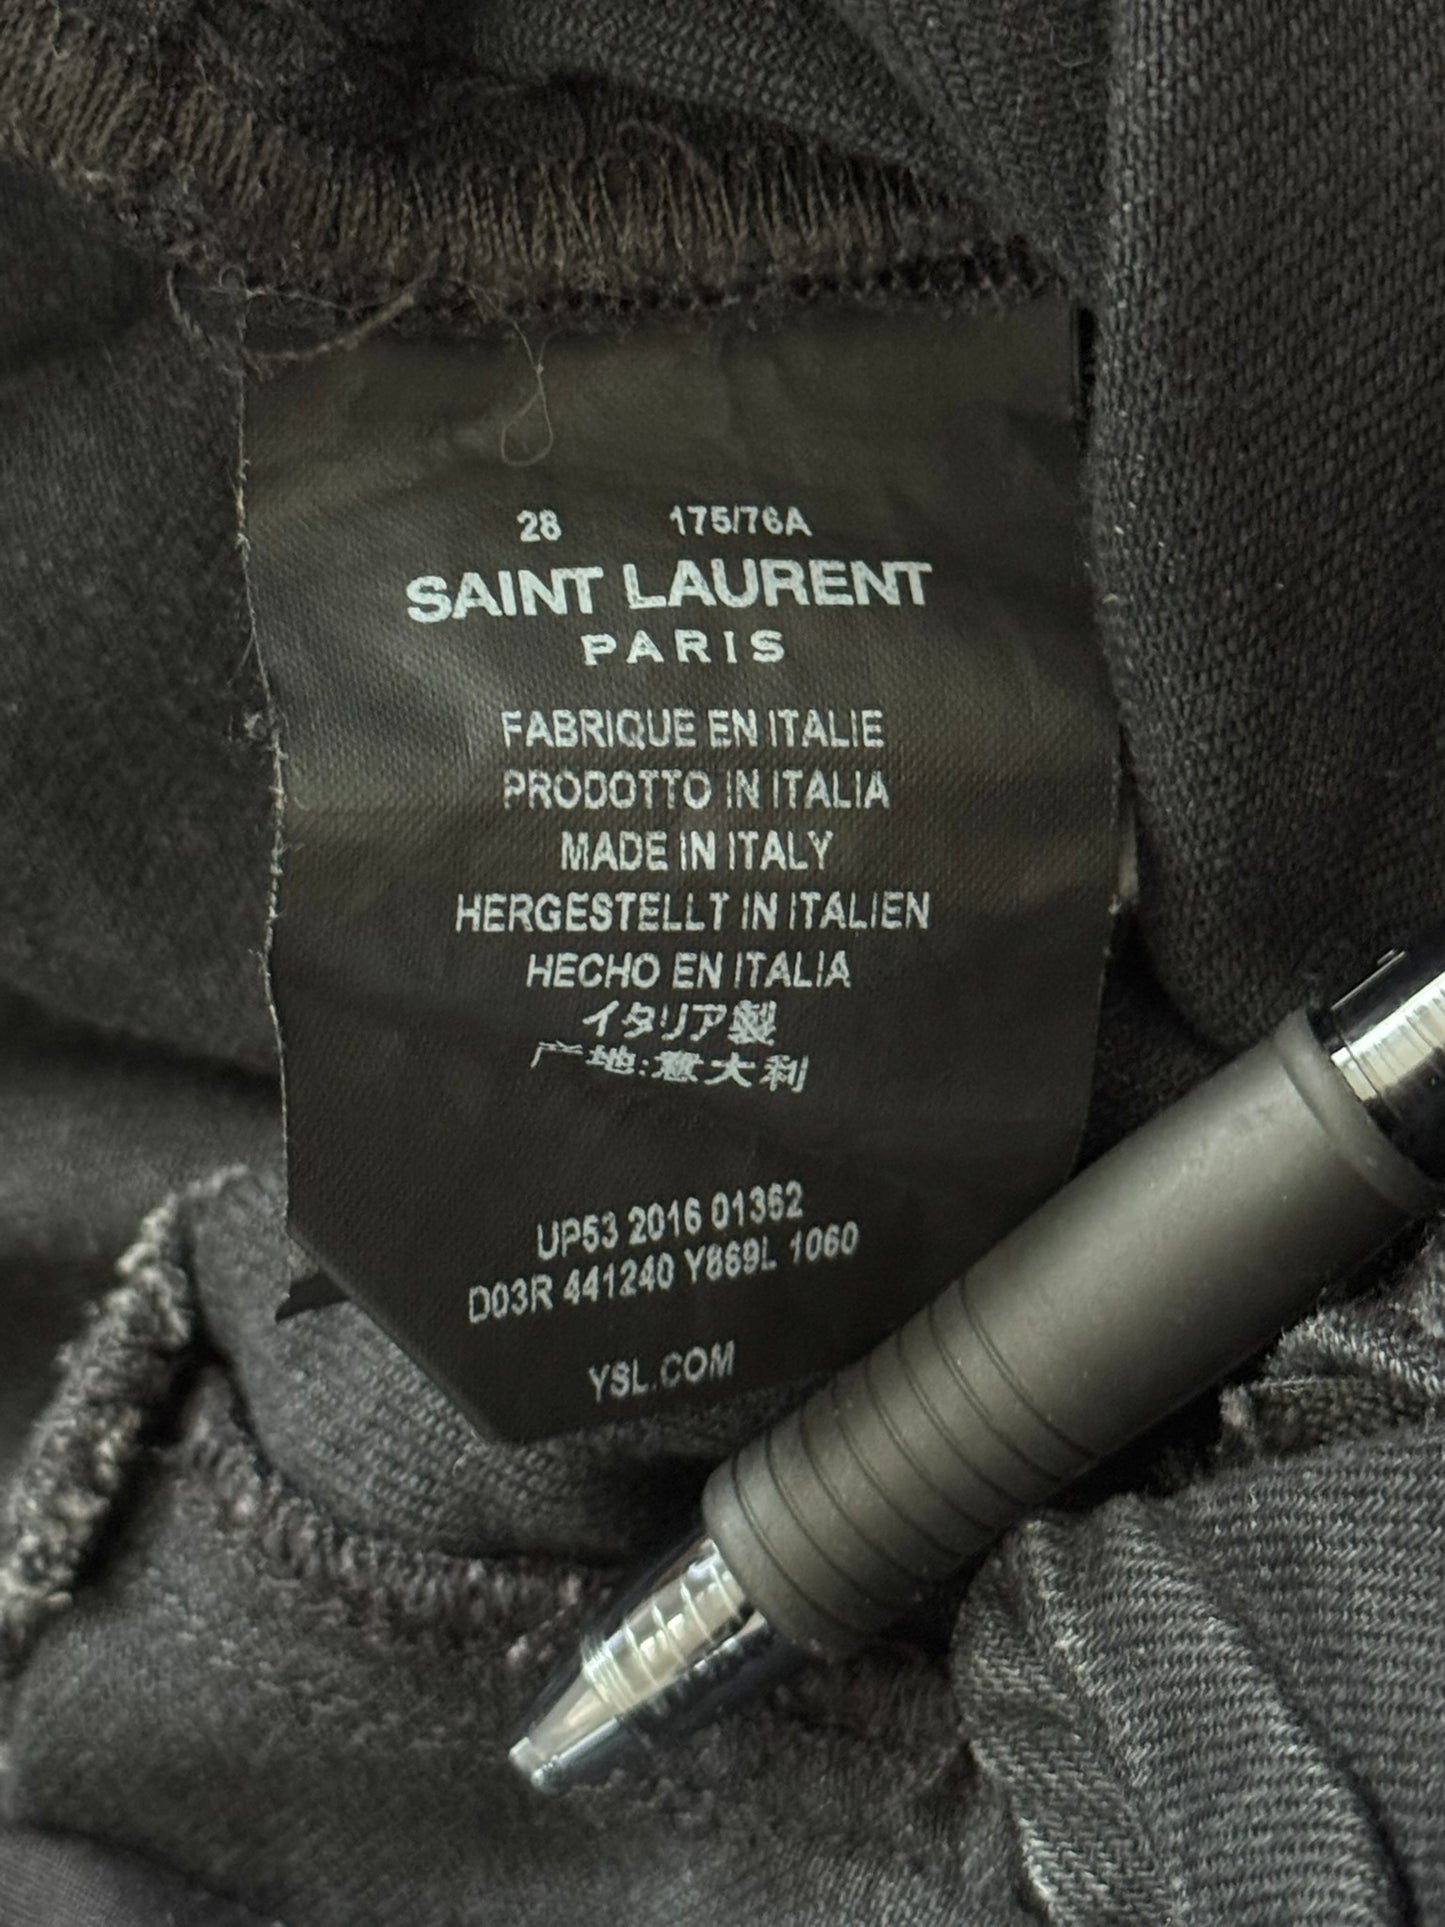 28 175/76A
SAINT LAURENT
PARIS
FABRIQUE EN ITALIE
PRODOTTO IN ITALIA
MADE IN ITALY
HERGESTELLT IN ITALIEN
HECHO EN ITALIA
イタリア製
产地:意大利
UP53 2016 01362
D03R 441240 Y869L 1060
YSL.COM